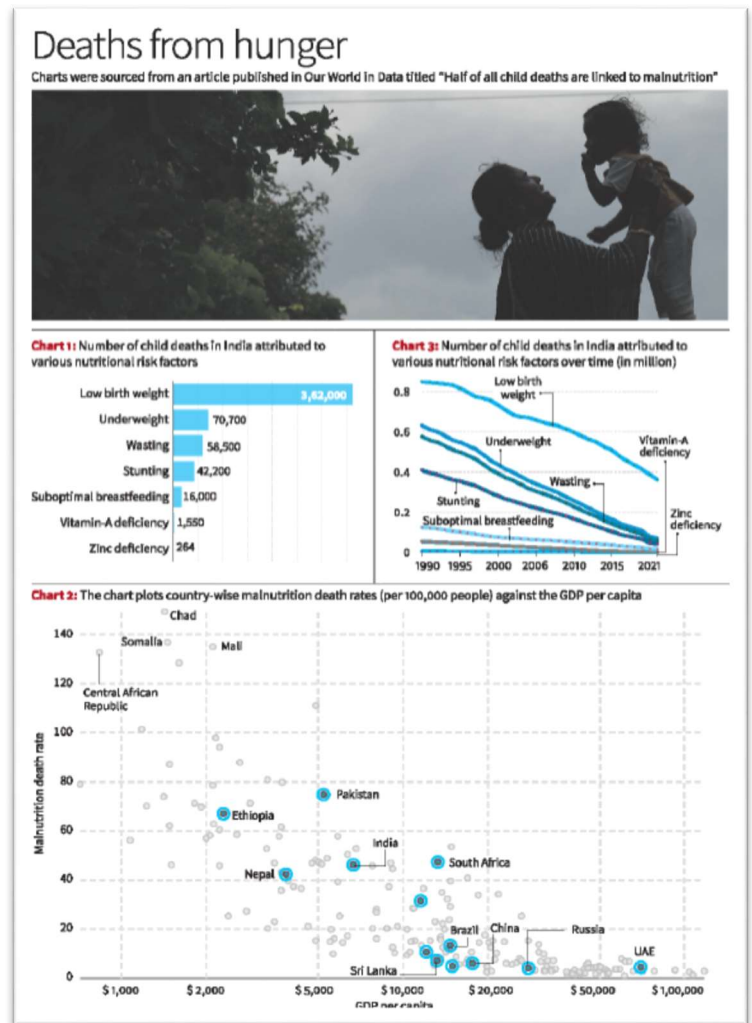 Deaths from hunger
Charts were sourced from an article published in Our World in Data titled "Half of all child deaths are linked to malnutrition"
Chart 1: Number of child deaths in India attributed to
various nutritional risk factors
Low birth weight 3,62,000
Underweight 70,700
Wasting 58,500
Stunting 42,200
Suboptimal breastfeeding 16,000
Vitamin-A deficiency 1,550
Zinc deficiency 264
Chart 3: Number of child deaths in India attributed to
various nutritional risk factors over time (in million)
0.8
0.6
0.4
0.2
0
Low birth
weight
Underweight
Vitamin-A
deficiency
Wasting
Stunting
Suboptimal breastfeeding
Zinc
deficiency
1990 1995 2000 2006 2010 2015 2021
Chart 2: The chart plots country-wise malnutrition death rates (per 100,000 people) against the GDP per capita
Malnutrition death rate
140
120
100
80
60
40
20
0
Chad
Somalia
Mali
Central African
Republic
Pakistan
Ethiopia
India
Nepal
South Africa
Brazil
China
Russia
UAE
Sri Lanka
$1,000 $2,000 $5,000 $10,000 $20,000 $50,000 $1,00,000
GDP per capita